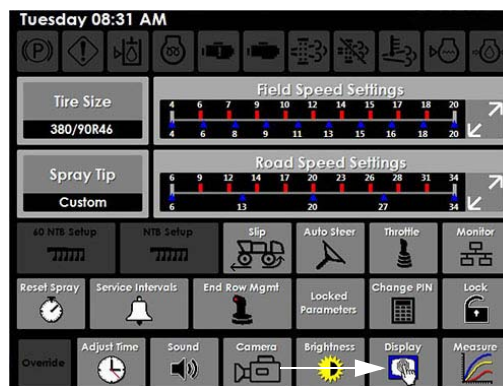 Tuesday 08:31 AM
(P)
Tire Size
380/90R46
Field Speed Settings
4 6 7 9 10 12 14 15 17 18 20
4 6 8 9 11 13 15 16 18 20
Spray Tip
Custom
Road Speed Settings
6 9 12 14 17 20 23 26 28 31 34
6 13 20 27 34
60 NTB Setup
NTB Setup
Slip
Auto Steer
Throttle
Monitor
Reset Spray
Service Intervals
End Row Mgmt
Locked
Parameters
Change PIN
Lock
Override
Adjust Time
Sound
Camera
Brightness
Display
Measure